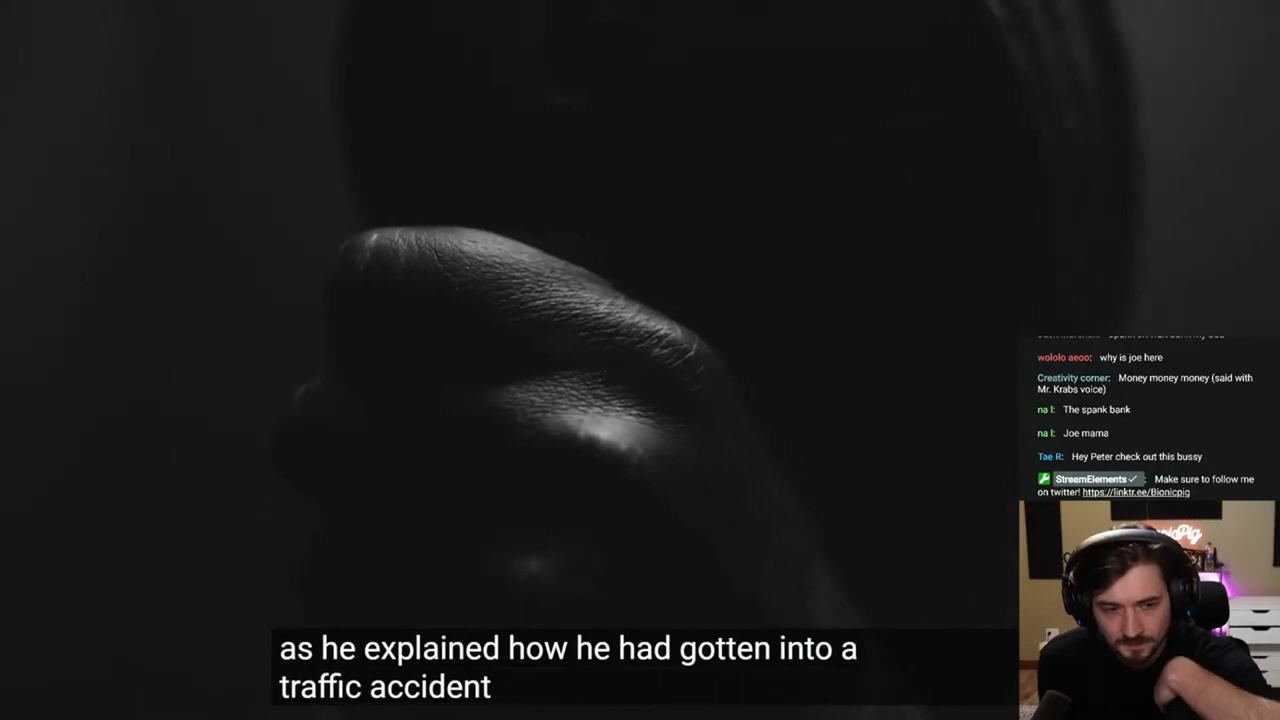 wololo aeoo: why is joe here
Creativity corner: Money money money (said with
Mr. Krabs voice)
na l: The spank bank
na l: Joe mama
Tae R: Hey Peter check out this bussy
StreamElements: Make sure to follow me
on twitter! https://linktr.ee/Bionicpig
as he explained how he had gotten into a
traffic accident